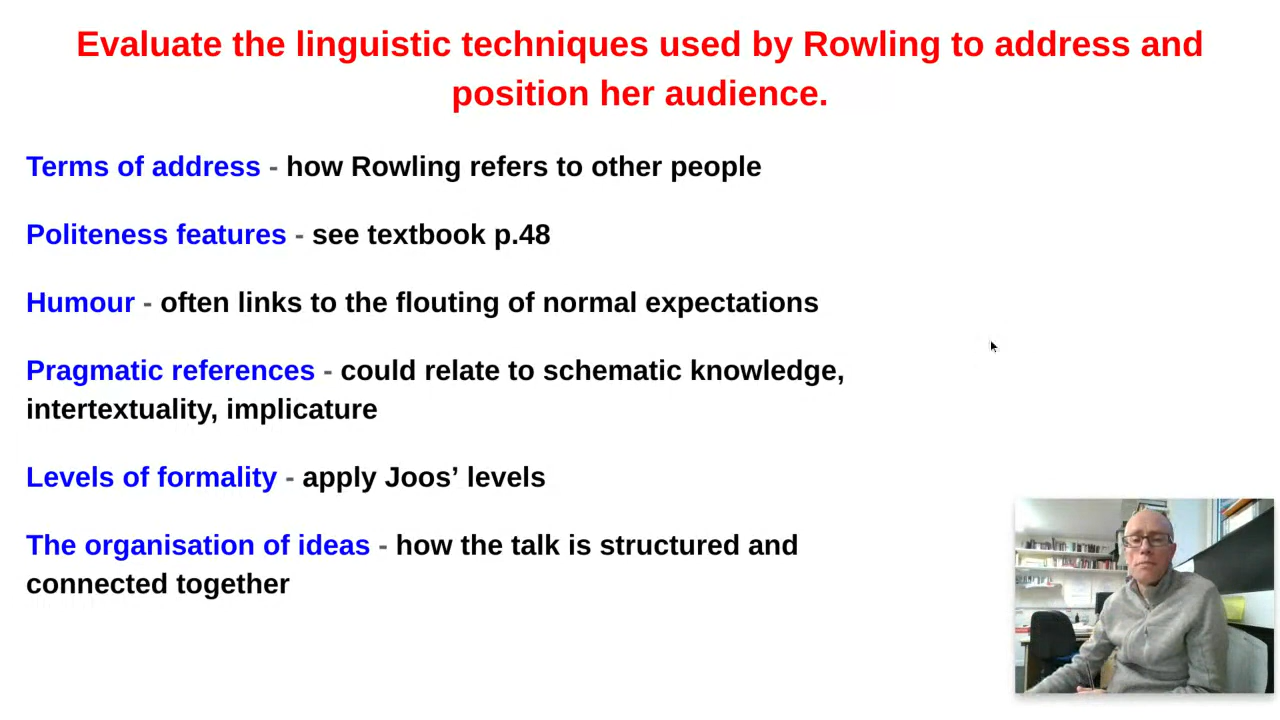 Evaluate the linguistic techniques used by Rowling to address and
position her audience.
Terms of address - how Rowling refers to other people
Politeness features - see textbook p.48
Humour - often links to the flouting of normal expectations
Pragmatic references - could relate to schematic knowledge,
intertextuality, implicature
Levels of formality - apply Joos’ levels
The organisation of ideas - how the talk is structured and
connected together